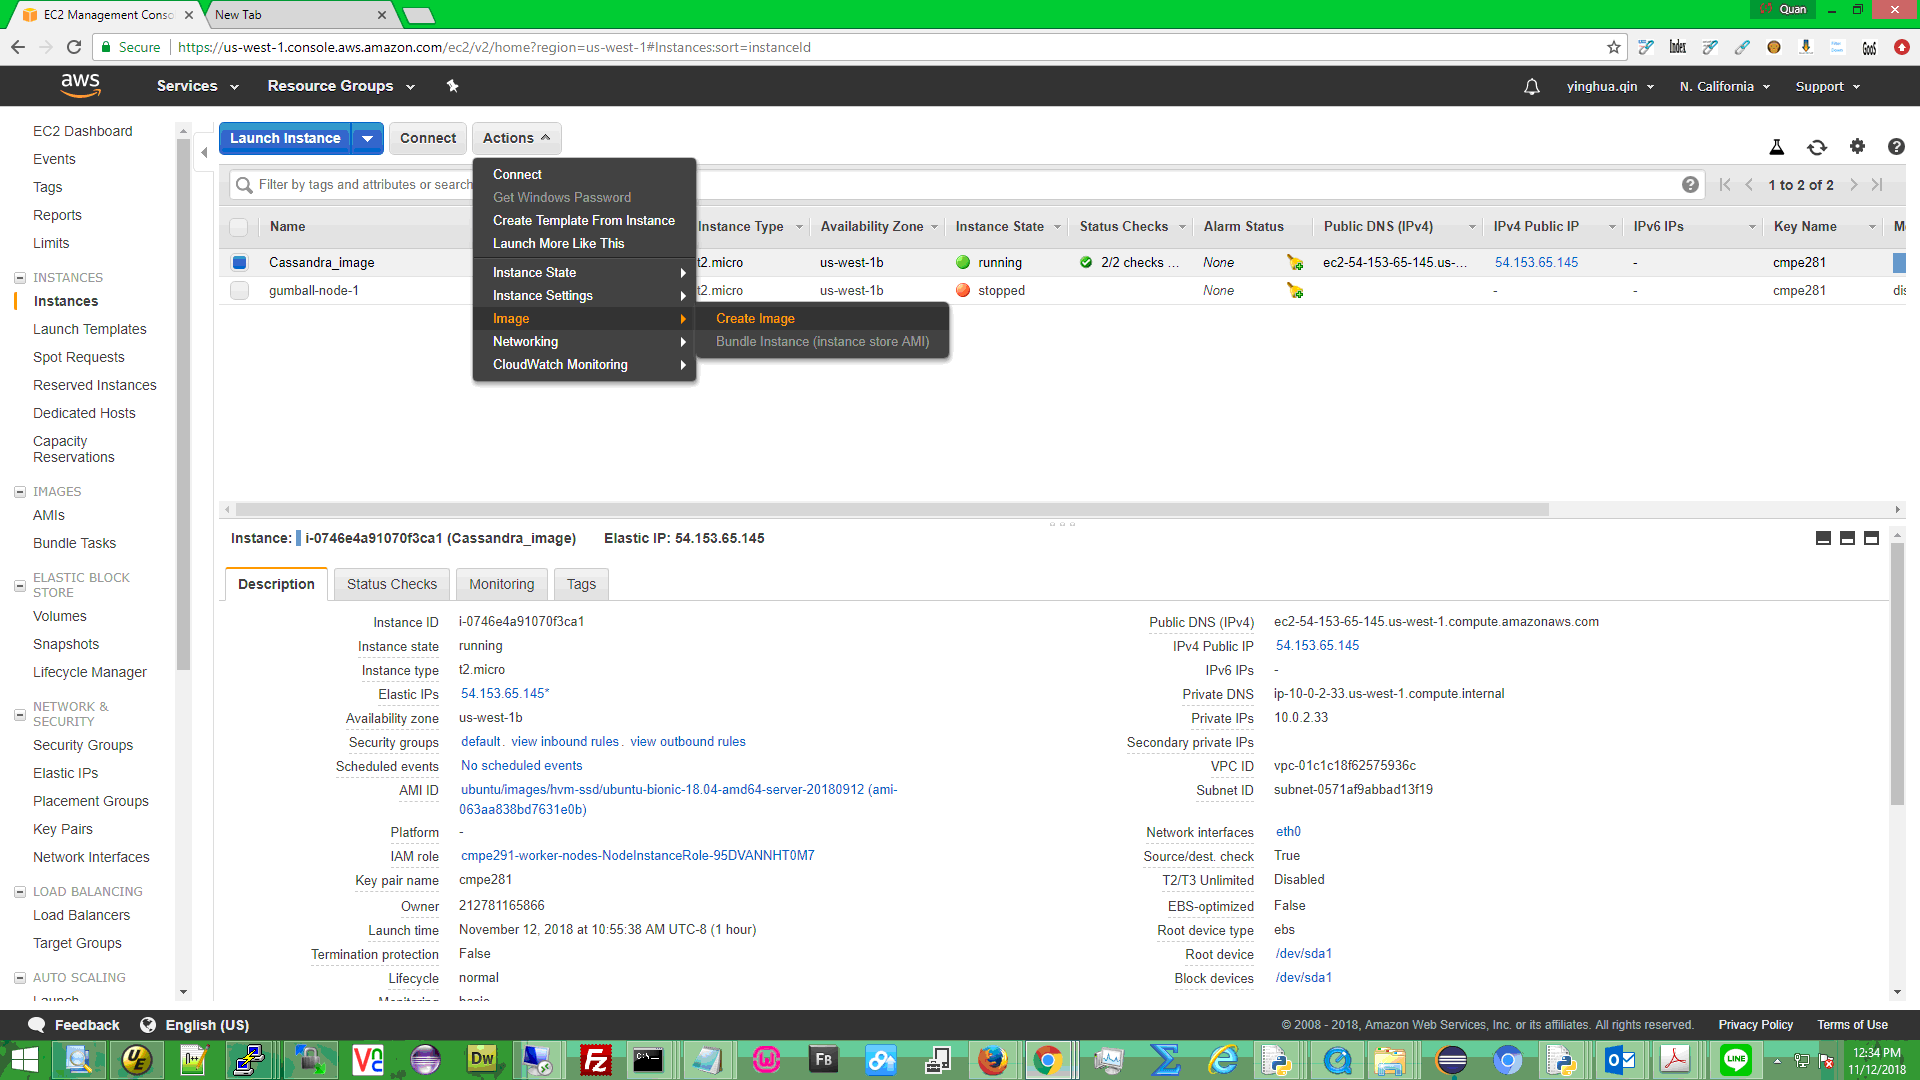 EC2 Management Conso
New Tab
Quan
Secure
https://us-west-1.console.aws.amazon.com/ec2/v2/home?region=us-west-1#Instances:sort=instanceId
Index
aws
Services
Resource Groups
yinghua.qin
N. California
Support
EC2 Dashboard
Events
Tags
Reports
Limits
INSTANCES
Instances
Launch Templates
Spot Requests
Reserved Instances
Dedicated Hosts
Capacity
Reservations
IMAGES
AMIs
Bundle Tasks
ELASTIC BLOCK
STORE
Volumes
Snapshots
Lifecycle Manager
NETWORK &
SECURITY
Security Groups
Elastic IPs
Placement Groups
Key Pairs
Network Interfaces
LOAD BALANCING
Load Balancers
Target Groups
AUTO SCALING
Launch
Launch Instance
Connect
Actions
Connect
Get Windows Password
Create Template From Instance
Launch More Like This
Instance State
Instance Settings
Image
Networking
CloudWatch Monitoring
Create Image
Bundle Instance (instance store AMI)
Filter by tags and attributes or search
1 to 2 of 2
Name
Instance Type
Availability Zone
Instance State
Status Checks
Alarm Status
Public DNS (IPv4)
IPv4 Public IP
IPv6 IPs
Key Name
Cassandra_image
t2.micro
us-west-1b
running
2/2 checks ...
None
ec2-54-153-65-145.us-...
54.153.65.145
-
cmpe281
gumball-node-1
t2.micro
us-west-1b
stopped
None
-
-
cmpe281
dis
Instance: i-0746e4a91070f3ca1 (Cassandra_image) Elastic IP: 54.153.65.145
Description
Status Checks
Monitoring
Tags
Instance ID i-0746e4a91070f3ca1
Instance state running
Instance type t2.micro
Elastic IPs 54.153.65.145*
Availability zone us-west-1b
Security groups default. view inbound rules. view outbound rules
Scheduled events No scheduled events
AMI ID ubuntu/images/hvm-ssd/ubuntu-bionic-18.04-amd64-server-20180912 (ami-
063aa838bd7631e0b)
Platform -
IAM role cmpe291-worker-nodes-NodeInstanceRole-95DVANNHT0M7
Key pair name cmpe281
Owner 212781165866
Launch time November 12, 2018 at 10:55:38 AM UTC-8 (1 hour)
Termination protection False
Lifecycle normal
Monitoring basic
Public DNS (IPv4) ec2-54-153-65-145.us-west-1.compute.amazonaws.com
IPv4 Public IP 54.153.65.145
IPv6 IPs -
Private DNS ip-10-0-2-33.us-west-1.compute.internal
Private IPs 10.0.2.33
Secondary private IPs
VPC ID vpc-01c1c18f62575936c
Subnet ID subnet-0571af9abbad13f19
Network interfaces eth0
Source/dest. check True
T2/T3 Unlimited Disabled
EBS-optimized False
Root device type ebs
Root device /dev/sda1
Block devices /dev/sda1
Feedback
English (US)
© 2008 - 2018, Amazon Web Services, Inc. or its affiliates. All rights reserved.
Privacy Policy
Terms of Use
Dw
FB
LINE
12:34 PM
11/12/2018